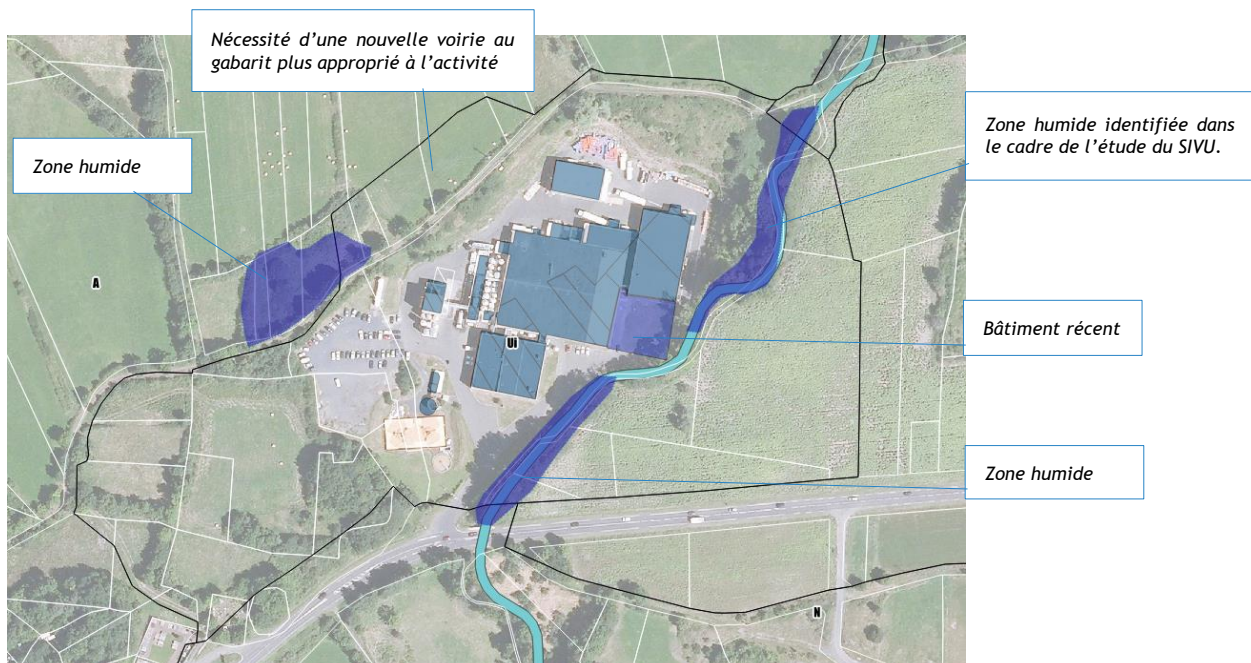 Nécessité d’une nouvelle voirie au
gabarit plus approprié à l’activité
Zone humide
Zone humide identifiée dans
le cadre de l’étude du SIVU.
A
Bâtiment récent
Ui
Zone humide
N